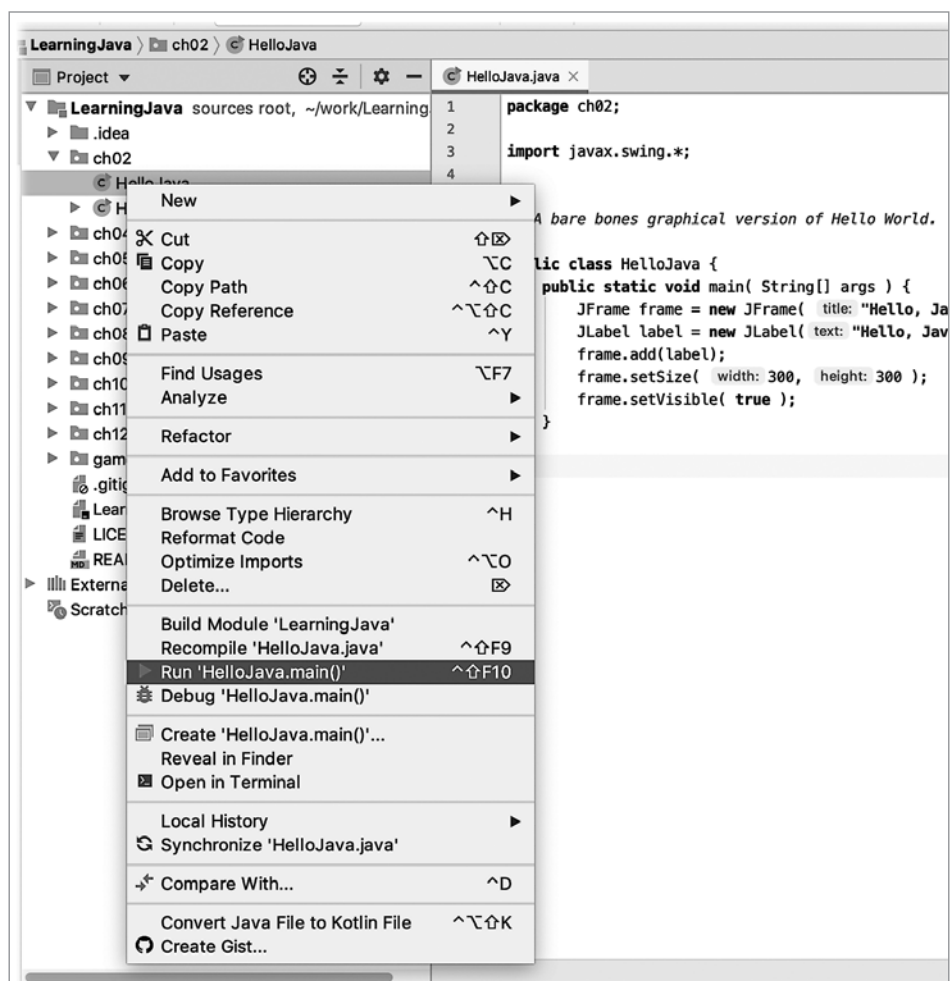 LearningJava ch02 HelloJava
Project
HelloJava.java
LearningJava sources root, ~/work/Learning
.idea
ch02
ch12
Externa
Scratch
New
Cut ⇧⌦
Copy ⌥C
Copy Path ^⇧C
Copy Reference ^⌥⇧C
Paste ^Y
Find Usages ⌥F7
Analyze
Refactor
Add to Favorites
Browse Type Hierarchy ^H
Reformat Code
Optimize Imports ^⌥O
Delete... ⌦
Build Module 'LearningJava'
Recompile 'HelloJava.java' ^⇧F9
Run 'HelloJava.main()' ^⇧F10
Debug 'HelloJava.main()'
Create 'HelloJava.main()'...
Reveal in Finder
Open in Terminal
Local History
Synchronize 'HelloJava.java'
Compare With... ^D
Convert Java File to Kotlin File ^⌥⇧K
Create Gist...
1 package ch02;
2
3 import javax.swing.*;
4
A bare bones graphical version of Hello World.
lic class HelloJava {
public static void main( String[] args ) {
JFrame frame = new JFrame( title: "Hello, Ja
JLabel label = new JLabel( text: "Hello, Jav
frame.add(label);
frame.setSize( width: 300, height: 300 );
frame.setVisible( true );
}